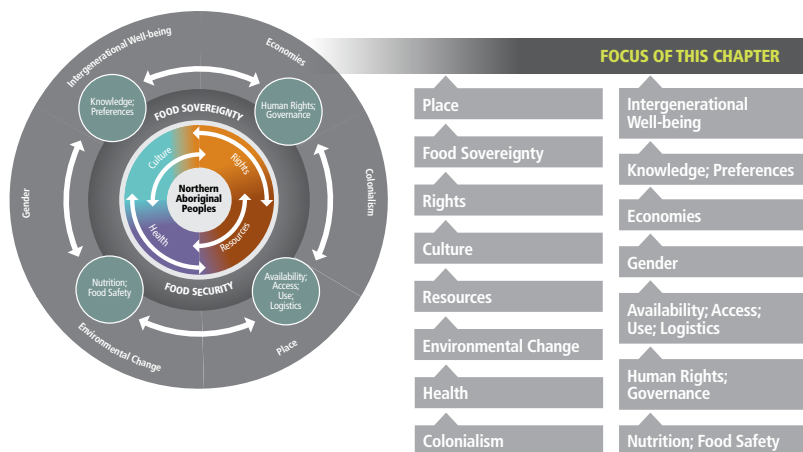 Intergenerational Well-being
Economies
Colonialism
Place
Environmental Change
Gender
Knowledge;
Preferences
Human Rights;
Governance
Availability;
Access;
Use;
Logistics
Nutrition;
Food Safety
FOOD SOVEREIGNTY
FOOD SECURITY
Culture
Rights
Resources
Health
Northern
Aboriginal
Peoples
FOCUS OF THIS CHAPTER
Place
Food Sovereignty
Rights
Culture
Resources
Environmental Change
Health
Colonialism
Intergenerational
Well-being
Knowledge; Preferences
Economies
Gender
Availability; Access;
Use; Logistics
Human Rights;
Governance
Nutrition; Food Safety